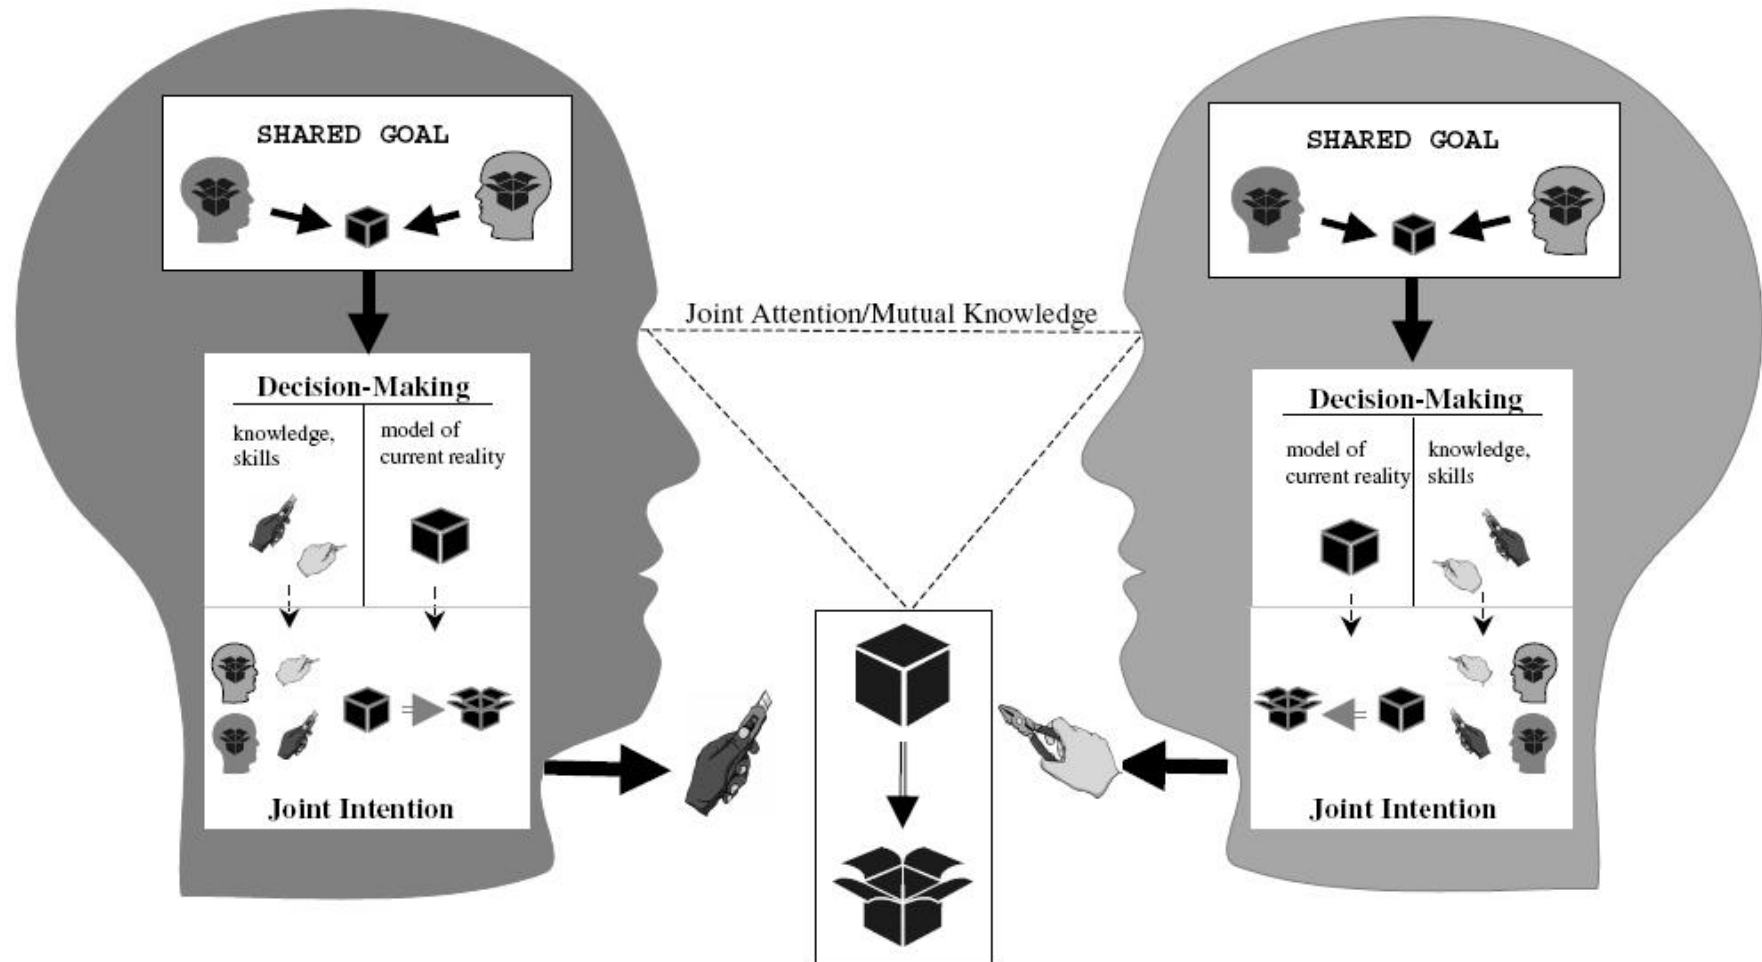 SHARED GOAL
Decision-Making
knowledge,
skills
model of
current reality
Joint Intention
Joint Attention/Mutual Knowledge
SHARED GOAL
Decision-Making
model of
current reality
knowledge,
skills
Joint Intention